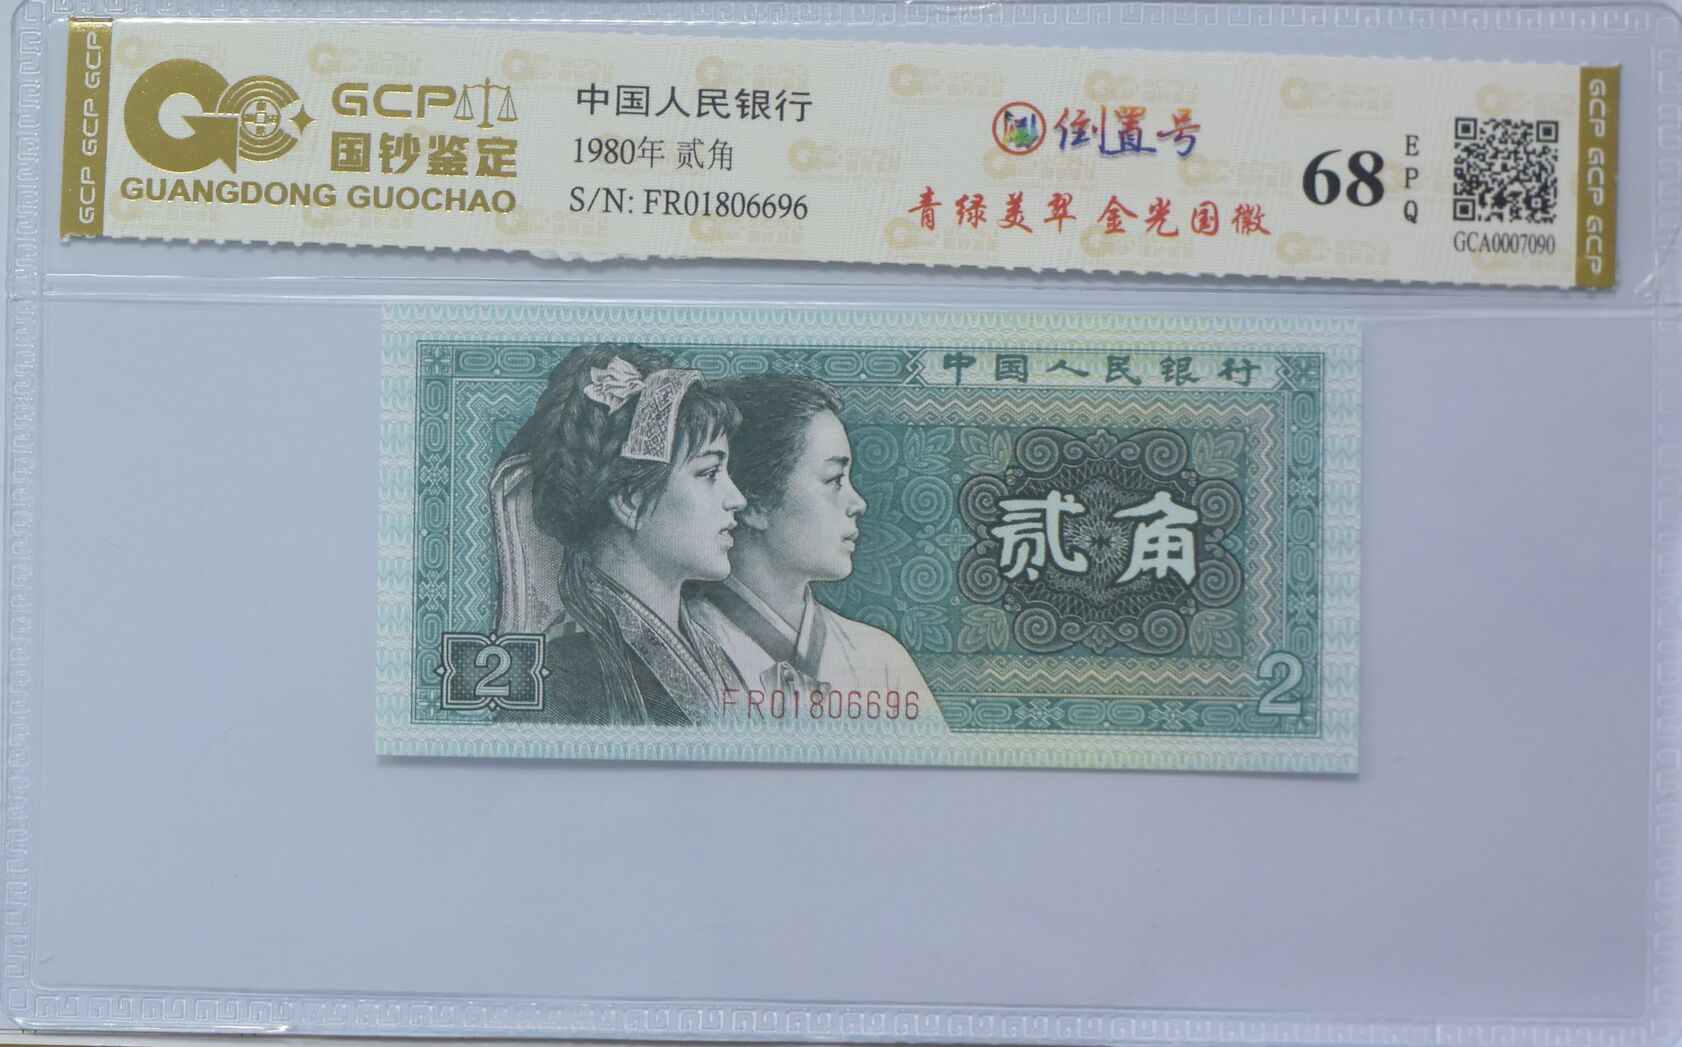 GCP GCP GCP
GCP
国钞鉴定
GUANGDONG GUOCHAO
中国人民银行
1980年 贰角
S/N: FR01806696
倒置号
青绿美翠 金光国徽
68
EPQ
GCA0007090
GCP GCP GCP
中国人民银行
贰角
2
FR01806696
2